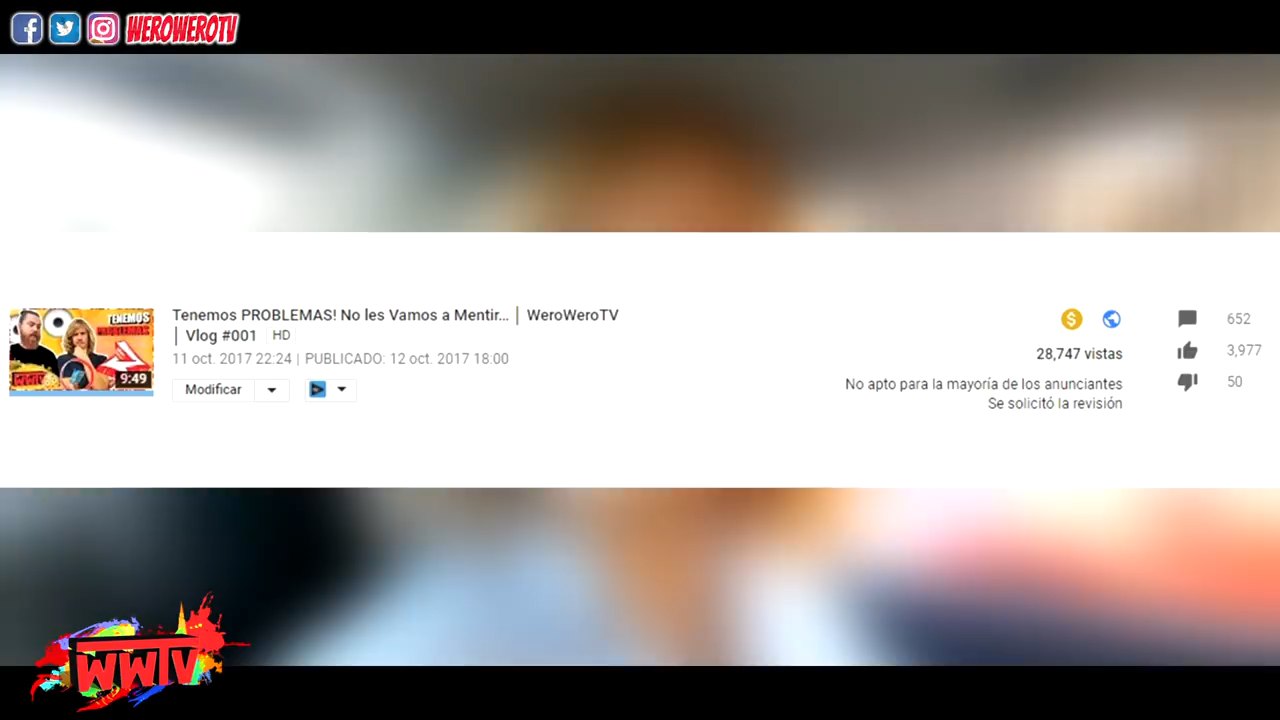 WEROWEROTV
TENEMOS
PROBLEMAS
9:49
Tenemos PROBLEMAS! No les Vamos a Mentir... | WeroWeroTV
| Vlog #001 HD
11 oct. 2017 22:24 | PUBLICADO: 12 oct. 2017 18:00
Modificar
28,747 vistas
No apto para la mayoría de los anunciantes
Se solicitó la revisión
652
3,977
50
WWTV